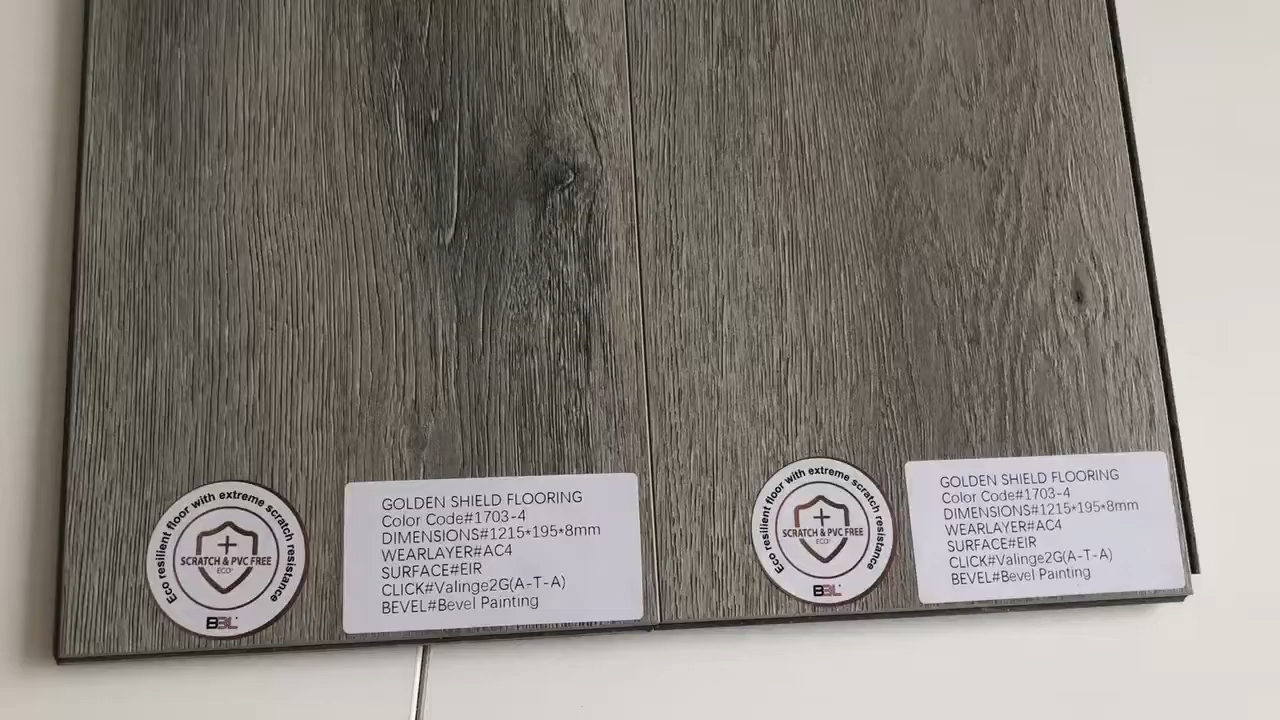 Eco resilient floor with extreme scratch resistance
SCRATCH & PVC FREE
ECO+
BBL
GOLDEN SHIELD FLOORING
Color Code#1703-4
DIMENSIONS#1215*195*8mm
WEARLAYER#AC4
SURFACE#EIR
CLICK#Valinge2G(A-T-A)
BEVEL#Bevel Painting
Eco resilient floor with extreme scratch resistance
SCRATCH & PVC FREE
ECO+
BBL
GOLDEN SHIELD FLOORING
Color Code#1703-4
DIMENSIONS#1215*195*8mm
WEARLAYER#AC4
SURFACE#EIR
CLICK#Valinge2G(A-T-A)
BEVEL#Bevel Painting